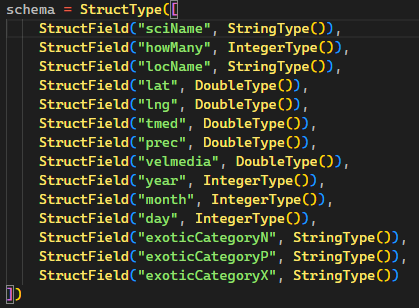 schema = StructType([
    StructField("sciName", StringType()),
    StructField("howMany", IntegerType()),
    StructField("locName", StringType()),
    StructField("lat", DoubleType()),
    StructField("lng", DoubleType()),
    StructField("tmed", DoubleType()),
    StructField("prec", DoubleType()),
    StructField("velmedia", DoubleType()),
    StructField("year", IntegerType()),
    StructField("month", IntegerType()),
    StructField("day", IntegerType()),
    StructField("exoticCategoryN", StringType()),
    StructField("exoticCategoryP", StringType()),
    StructField("exoticCategoryX", StringType())
])